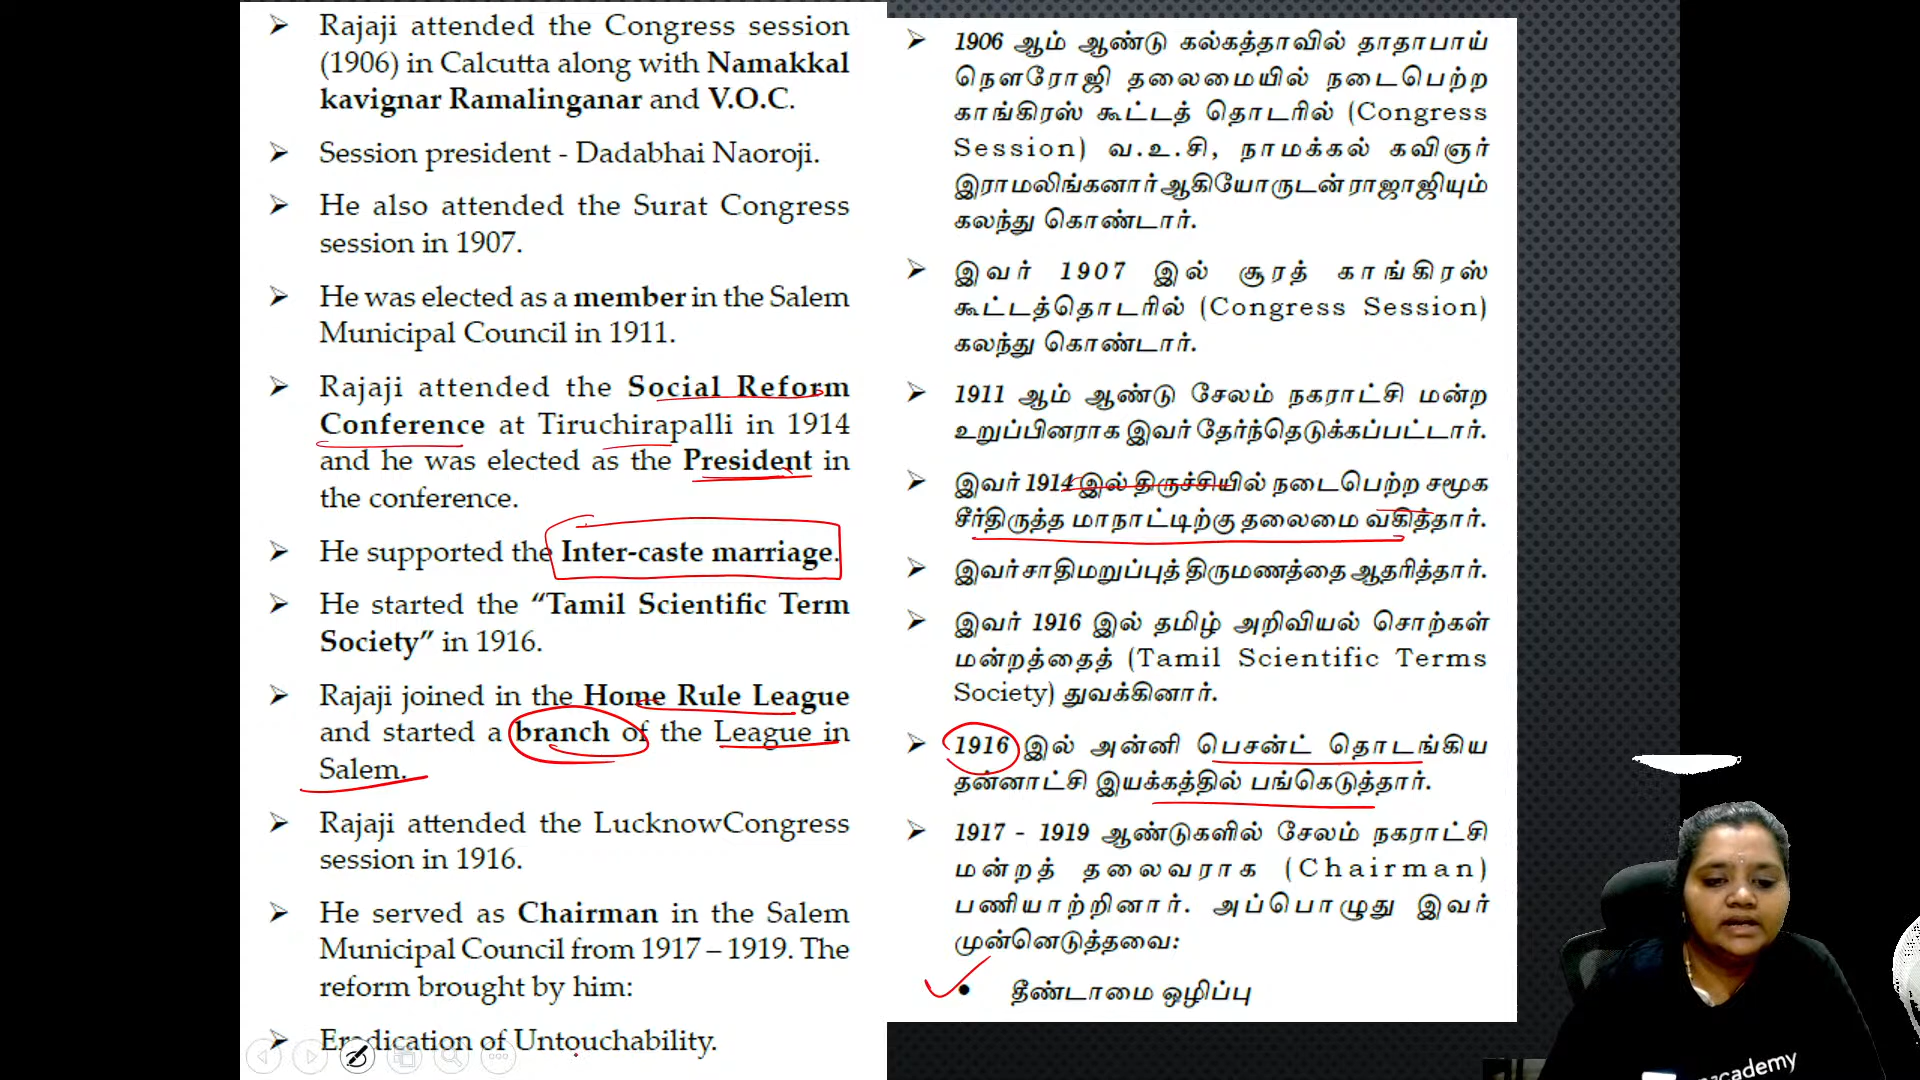 ➢ Rajaji attended the Congress session
(1906) in Calcutta along with Namakkal
kavignar Ramalinganar and V.O.C.
➢ Session president - Dadabhai Naoroji.
➢ He also attended the Surat Congress
session in 1907.
➢ He was elected as a member in the Salem
Municipal Council in 1911.
➢ Rajaji attended the Social Reform
Conference at Tiruchirapalli in 1914
and he was elected as the President in
the conference.
➢ He supported the Inter-caste marriage.
➢ He started the “Tamil Scientific Term
Society” in 1916.
➢ Rajaji joined in the Home Rule League
and started a branch of the League in
Salem.
➢ Rajaji attended the LucknowCongress
session in 1916.
➢ He served as Chairman in the Salem
Municipal Council from 1917 – 1919. The
reform brought by him:
➢ Eradication of Untouchability.
➢ 1906 ஆம் ஆண்டு கல்கத்தாவில் தாதாபாய்
நௌரோஜி தலைமையில் நடைபெற்ற
காங்கிரஸ் கூட்டத் தொடரில் (Congress
Session) வ.உ.சி, நாமக்கல் கவிஞர்
இராமலிங்கனார்ஆகியோருடன்ராஜாஜியும்
கலந்து கொண்டார்.
➢ இவர் 1907 இல் சூரத் காங்கிரஸ்
கூட்டத்தொடரில் (Congress Session)
கலந்து கொண்டார்.
➢ 1911 ஆம் ஆண்டு சேலம் நகராட்சி மன்ற
உறுப்பினராக இவர் தேர்ந்தெடுக்கப்பட்டார்.
➢ இவர் 1914 இல் திருச்சியில் நடைபெற்ற சமூக
சீர்திருத்த மாநாட்டிற்கு தலைமை வகித்தார்.
➢ இவர்சாதிமறுப்புத் திருமணத்தை ஆதரித்தார்.
➢ இவர் 1916 இல் தமிழ் அறிவியல் சொற்கள்
மன்றத்தைத் (Tamil Scientific Terms
Society) துவக்கினார்.
➢ 1916 இல் அன்னி பெசன்ட் தொடங்கிய
தன்னாட்சி இயக்கத்தில் பங்கெடுத்தார்.
➢ 1917 - 1919 ஆண்டுகளில் சேலம் நகராட்சி
மன்றத் தலைவராக (Chairman)
பணியாற்றினார். அப்பொழுது இவர்
முன்னெடுத்தவை:
• தீண்டாமை ஒழிப்பு